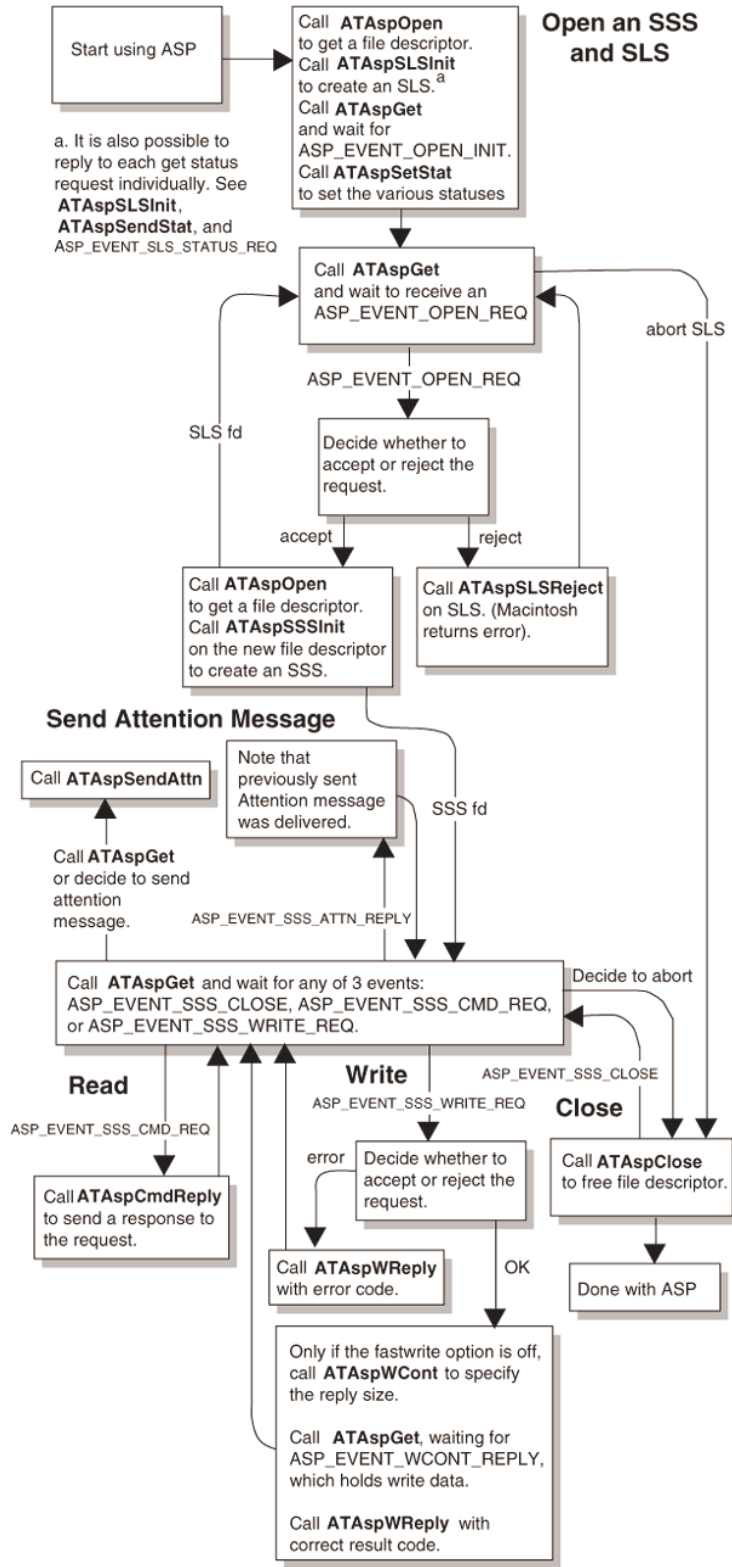 Start using ASP
Call ATAspOpen
to get a file descriptor.
Call ATAspSLSInit
to create an SLS.a
Call ATAspGet
and wait for
ASP_EVENT_OPEN_INIT.
Call ATAspSetStat
to set the various statuses
Open an SSS
and SLS
a. It is also possible to
reply to each get status
request individually. See
ATAspSLSInit,
ATAspSendStat, and
ASP_EVENT_SLS_STATUS_REQ
Call ATAspGet
and wait to receive an
ASP_EVENT_OPEN_REQ
abort SLS
ASP_EVENT_OPEN_REQ
SLS fd
Decide whether to
accept or reject the
request.
accept
reject
Call ATAspOpen
to get a file descriptor.
Call ATAspSSSInit
on the new file descriptor
to create an SSS.
Call ATAspSLSReject
on SLS. (Macintosh
returns error).
Send Attention Message
Call ATAspSendAttn
Note that
previously sent
Attention message
was delivered.
SSS fd
Call ATAspGet
or decide to send
attention
message.
ASP_EVENT_SSS_ATTN_REPLY
Call ATAspGet and wait for any of 3 events:
ASP_EVENT_SSS_CLOSE, ASP_EVENT_SSS_CMD_REQ,
or ASP_EVENT_SSS_WRITE_REQ.
Decide to abort
Read
Write
ASP_EVENT_SSS_CLOSE
ASP_EVENT_SSS_WRITE_REQ
Close
ASP_EVENT_SSS_CMD_REQ
error
Decide whether to
accept or reject the
request.
Call ATAspClose
to free file descriptor.
Call ATAspCmdReply
to send a response to
the request.
Call ATAspWReply
with error code.
OK
Done with ASP
Only if the fastwrite option is off,
call ATAspWCont to specify
the reply size.
Call ATAspGet, waiting for
ASP_EVENT_WCONT_REPLY,
which holds write data.
Call ATAspWReply with
correct result code.